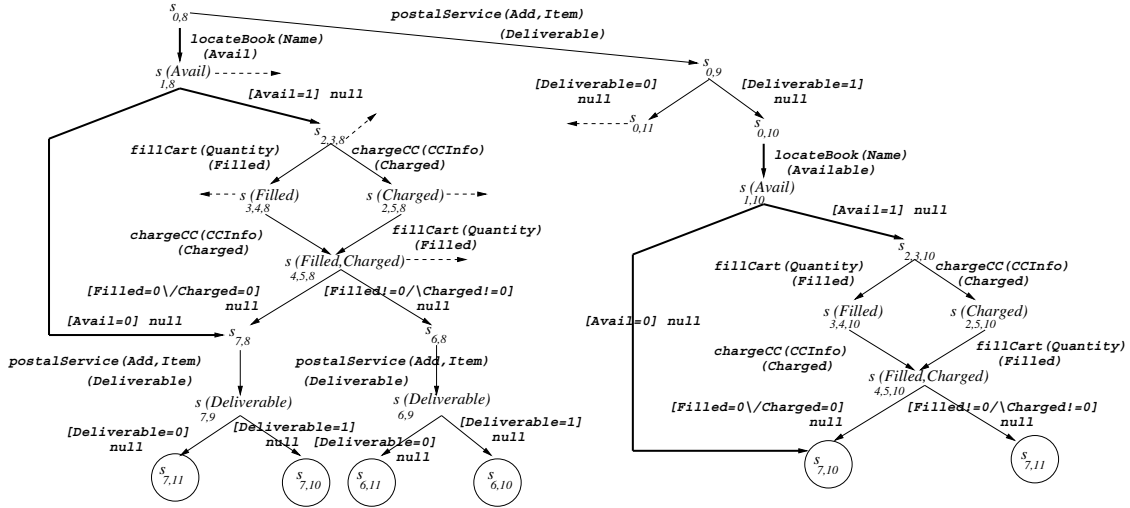 s0,8
postalService(Add,Item)
(Deliverable)
locateBook(Name)
(Avail)
s (Avail)
1,8
[Avail=1] null
s0,9
[Deliverable=0]
null
[Deliverable=1]
null
s0,11
s0,10
s2,3,8
fillCart(Quantity)
(Filled)
chargeCC(CCInfo)
(Charged)
locateBook(Name)
(Available)
s (Filled)
3,4,8
s (Charged)
2,5,8
s (Avail)
1,10
[Avail=1] null
chargeCC(CCInfo)
(Charged)
fillCart(Quantity)
(Filled)
s (Filled,Charged)
4,5,8
s2,3,10
fillCart(Quantity)
(Filled)
chargeCC(CCInfo)
(Charged)
[Filled=0\/Charged=0]
null
[Filled!=0/\Charged!=0]
null
[Avail=0] null
s7,8
s6,8
s (Filled)
3,4,10
s (Charged)
2,5,10
[Avail=0] null
postalService(Add,Item)
(Deliverable)
postalService(Add,Item)
(Deliverable)
chargeCC(CCInfo)
(Charged)
fillCart(Quantity)
(Filled)
s (Filled,Charged)
4,5,10
s (Deliverable)
7,9
s (Deliverable)
6,9
[Filled=0\/Charged=0]
null
[Filled!=0/\Charged!=0]
null
[Deliverable=0]
null
[Deliverable=1]
null
[Deliverable=0]
null
[Deliverable=1]
null
s7,11
s7,10
s6,11
s6,10
s7,10
s7,11